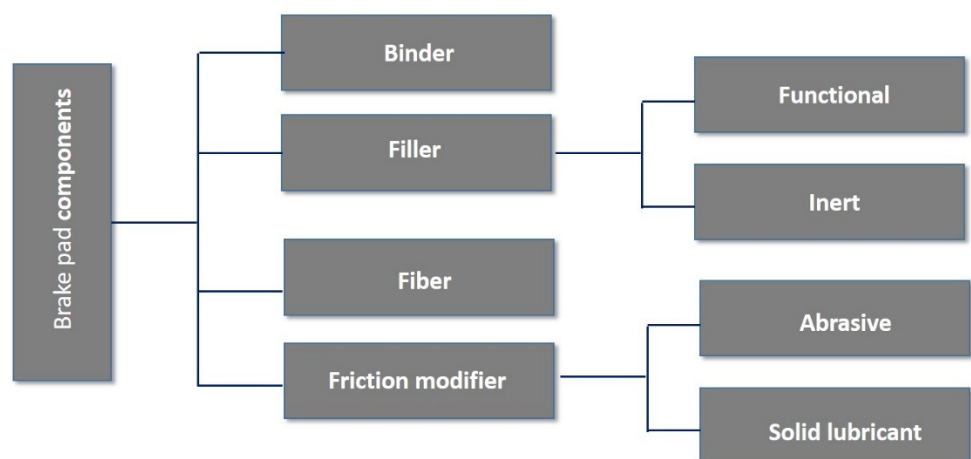 Brake pad components
Binder
Filler
Fiber
Friction modifier
Functional
Inert
Abrasive
Solid lubricant